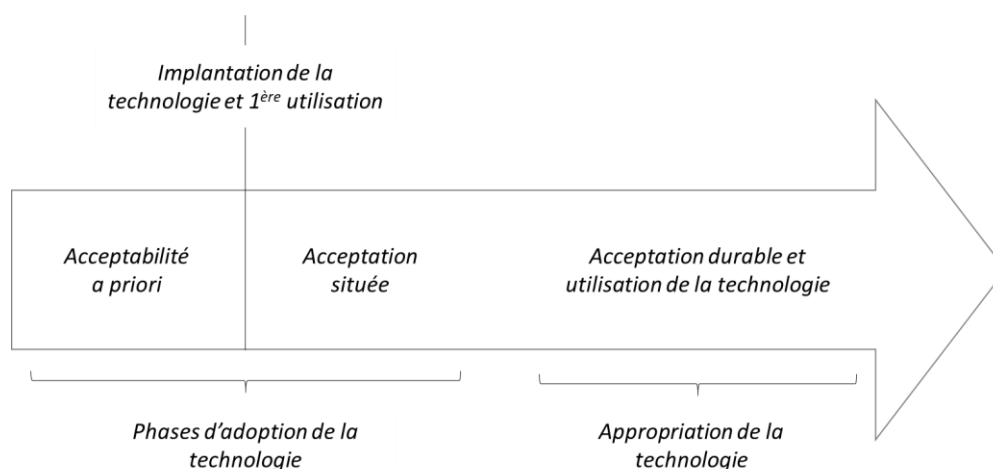 Implantation de la
technologie et 1ère utilisation
Acceptabilité
a priori
Acceptation
située
Acceptation durable et
utilisation de la technologie
Phases d’adoption de la
technologie
Appropriation de la
technologie